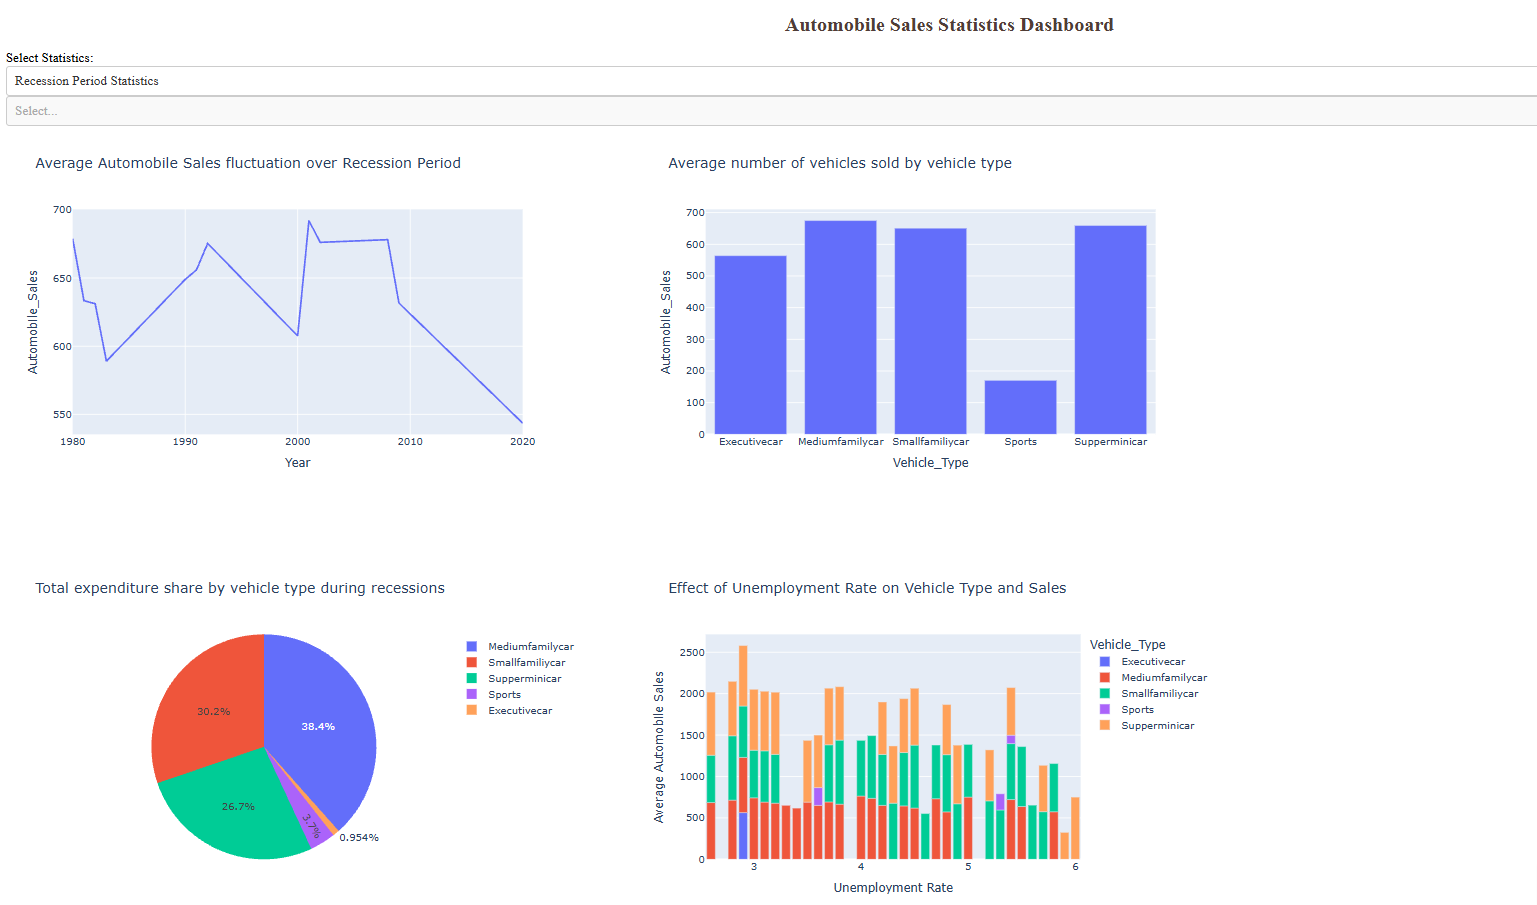 Automobile Sales Statistics Dashboard
Select Statistics:
Recession Period Statistics
Select...
Average Automobile Sales fluctuation over Recession Period
700
650
600
550
Automobile_Sales
1980 1990 2000 2010 2020
Year
Average number of vehicles sold by vehicle type
700
600
500
400
300
200
100
0
Automobile_Sales
Executivecar Mediumfamilycar Smallfamiliycar Sports Supperminicar
Vehicle_Type
Total expenditure share by vehicle type during recessions
30.2%
38.4%
26.7%
3.7%
0.954%
Mediumfamilycar
Smallfamiliycar
Supperminicar
Sports
Executivecar
Effect of Unemployment Rate on Vehicle Type and Sales
2500
2000
1500
1000
500
0
Average Automobile Sales
3 4 5 6
Unemployment Rate
Vehicle_Type
Executivecar
Mediumfamilycar
Smallfamiliycar
Sports
Supperminicar